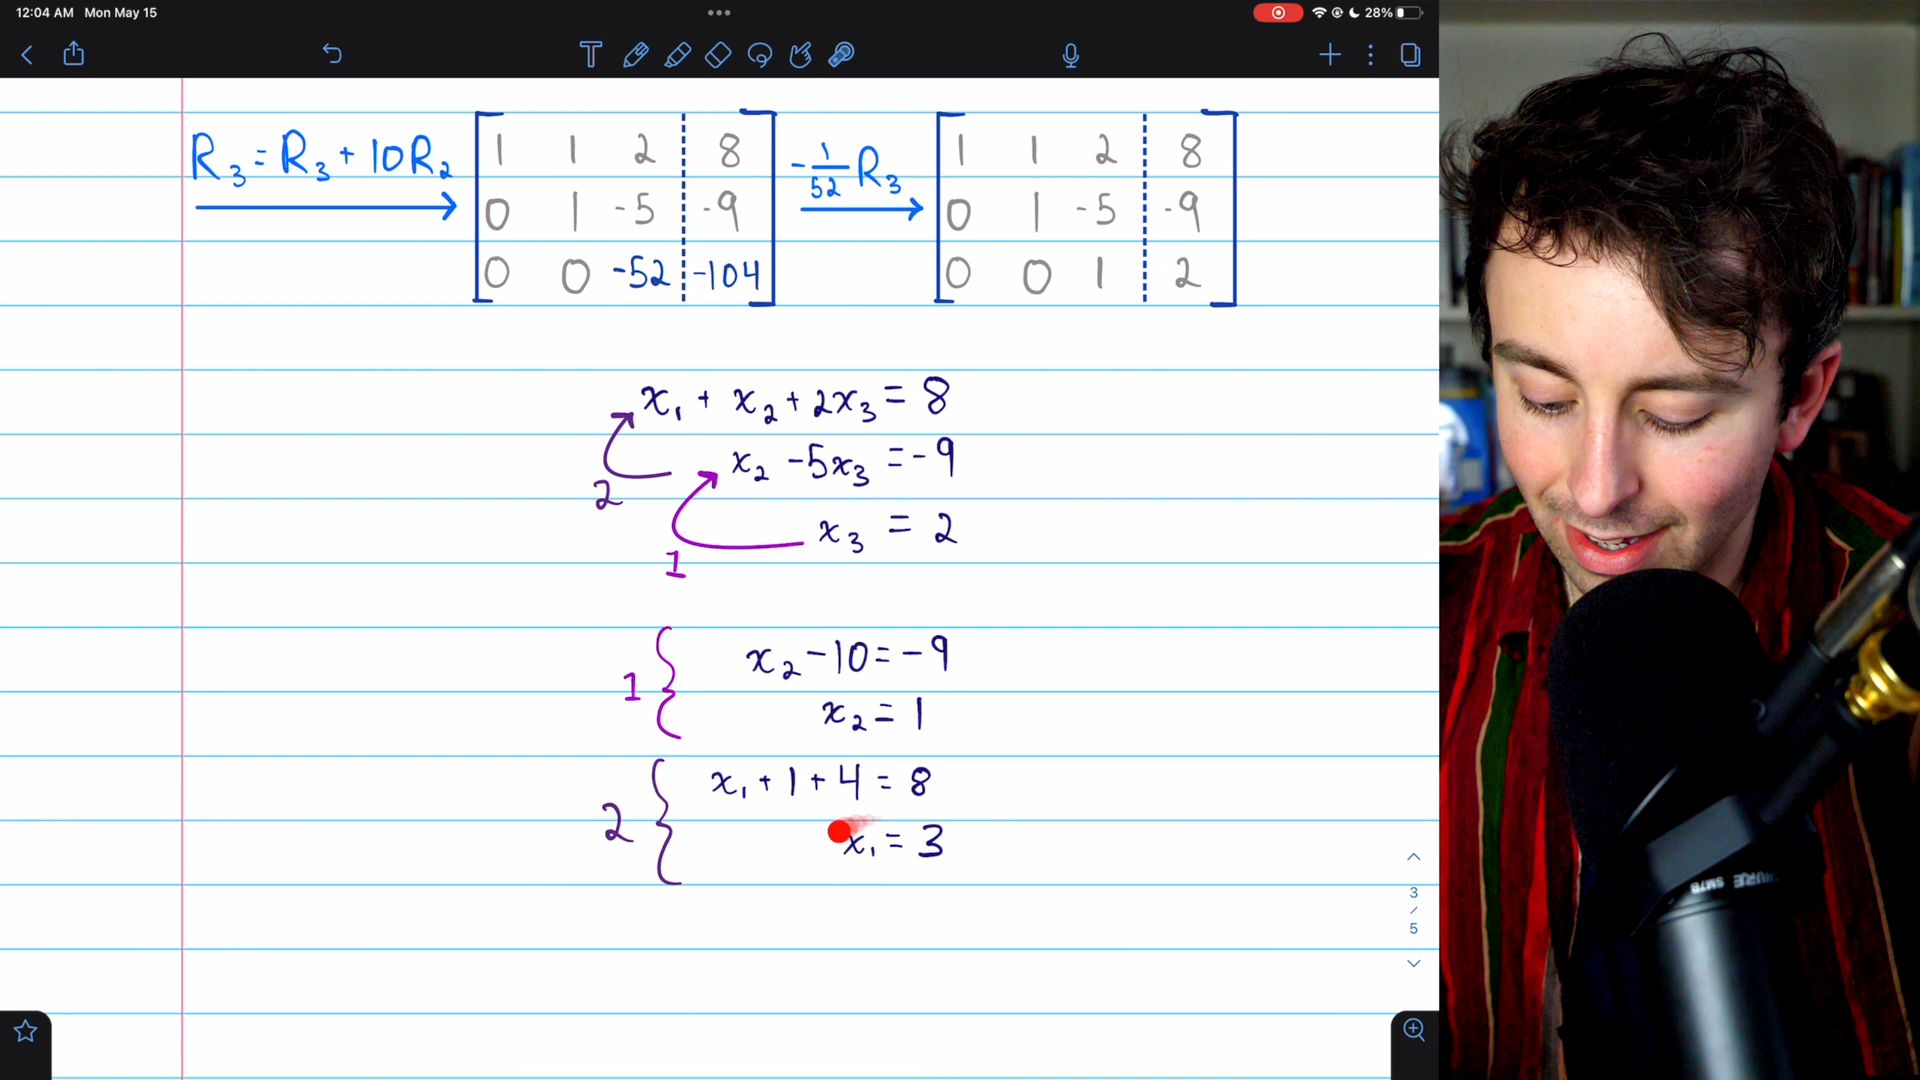 12:04 AM Mon May 15
28%
R₃ = R₃ + 10R₂
1 1 2 8
0 1 -5 -9
0 0 -52 -104
-1/52 R₃
1 1 2 8
0 1 -5 -9
0 0 1 2
x₁ + x₂ + 2x₃ = 8
x₂ - 5x₃ = -9
2
x₃ = 2
1
x₂ - 10 = -9
1
x₂ = 1
x₁ + 1 + 4 = 8
2
x₁ = 3
3
/
5
SHURE SM7B